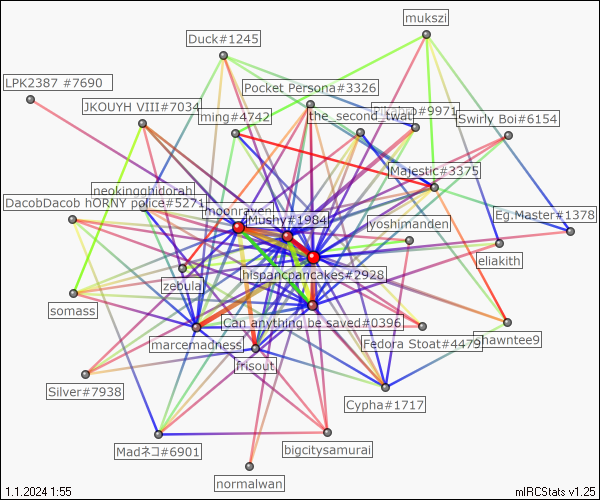 mukszi
Duck#1245
LPK2387 #7690
Pocket Persona#3326
JKOUYH VIII#7034
ming#4742
the_second_twat
#9971
Swirly Boi#6154
Majestic#3375
neokingghidorah
DacobDacob hORNY police#5271
moonraven
Mushy#1984
Eg.Master#1378
yoshimanden
eliakith
hispancpancakes#2928
zebula
somass
Can anything be saved#0396
marcemadness
Fedora Stoat#4479
shawntee9
frisout
Silver#7938
Cypha#1717
Madネコ#6901
bigcitysamurai
normalwan
1.1.2024 1:55
mIRCStats v1.25